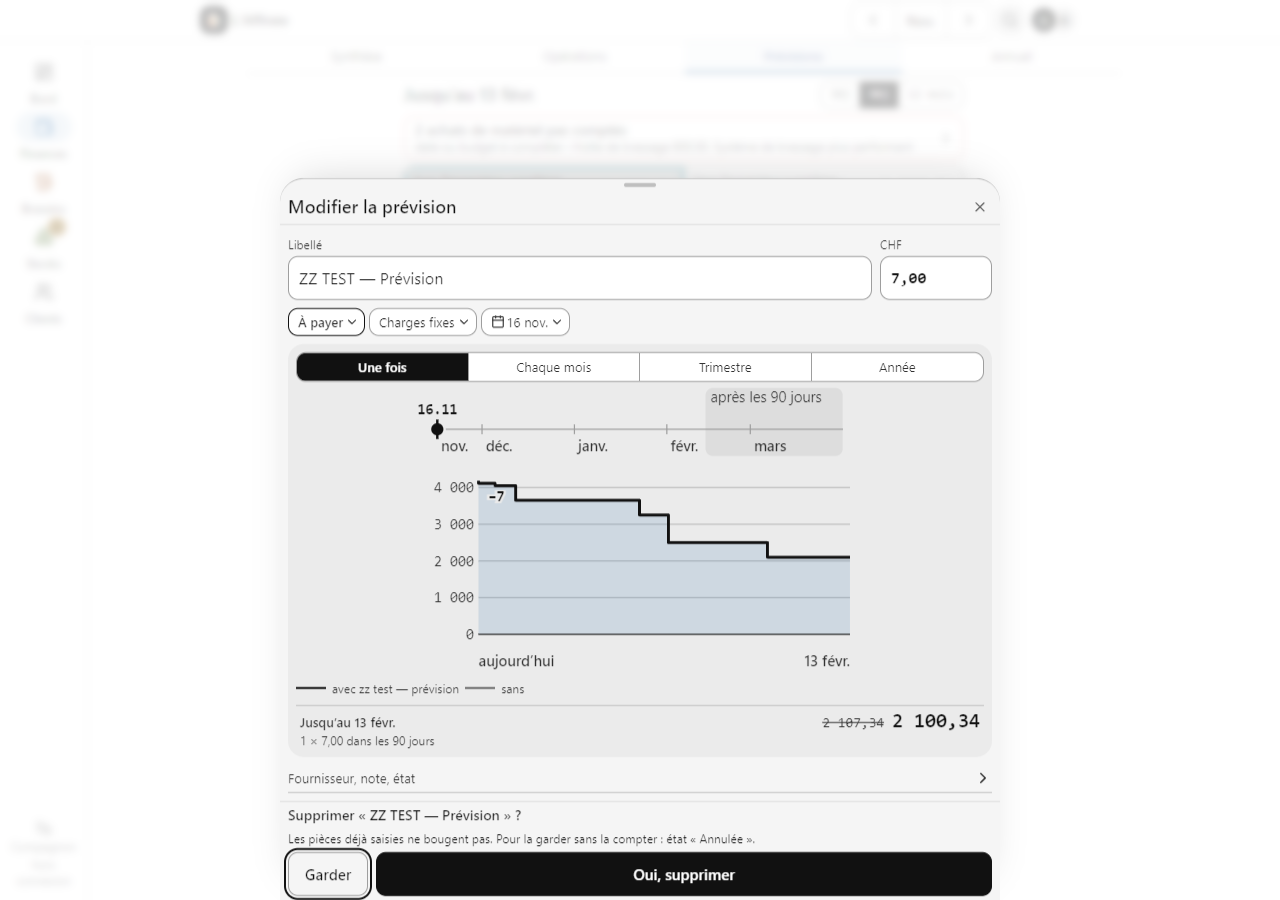 Modifier la prévision
Libellé
CHF
ZZ TEST — Prévision
7,00
À payer
Charges fixes
16 nov.
Une fois
Chaque mois
Trimestre
Année
après les 90 jours
16.11
nov.
déc.
janv.
févr.
mars
4 000
-7
3 000
2 000
1 000
0
aujourd'hui
13 févr.
avec zz test — prévision
sans
Jusqu'au 13 févr.
2 107,34 2 100,34
1 × 7,00 dans les 90 jours
Fournisseur, note, état
Supprimer « ZZ TEST — Prévision » ?
Les pièces déjà saisies ne bougent pas. Pour la garder sans la compter : état « Annulée ».
Garder
Oui, supprimer